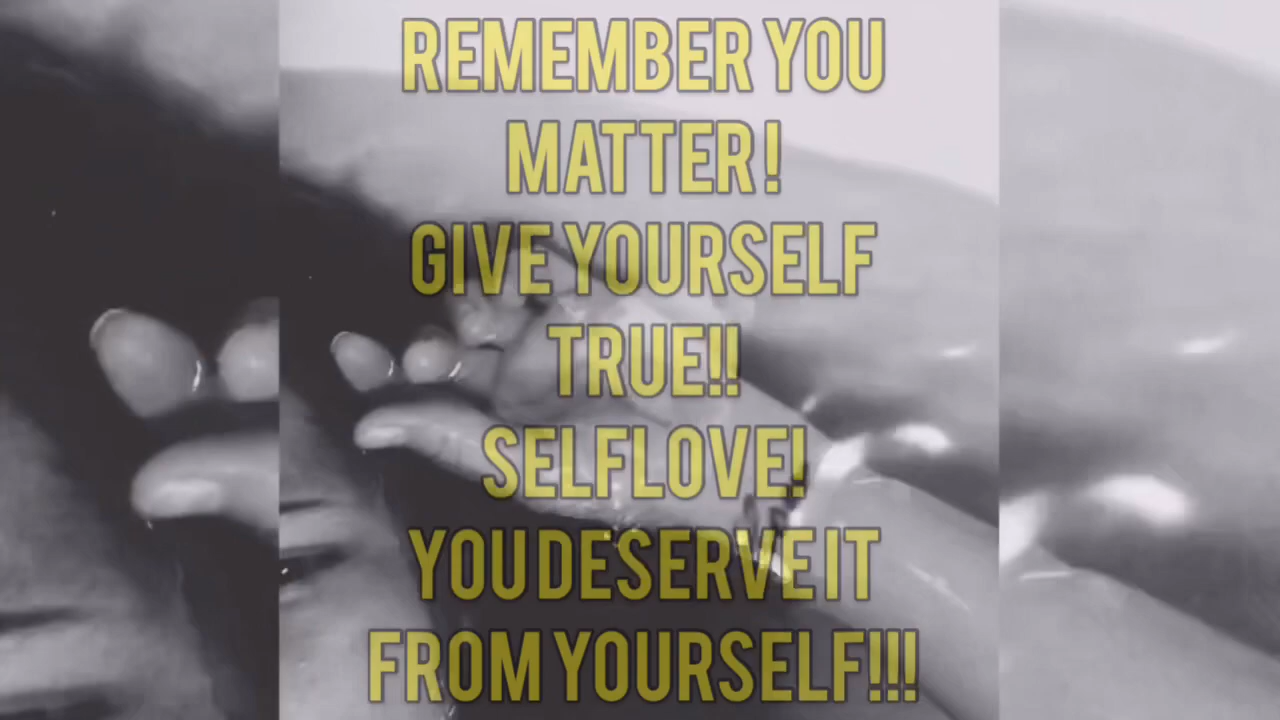 REMEMBER YOU
MATTER !
GIVE YOURSELF
TRUE!!
SELFLOVE!
YOU DESERVE IT
FROM YOURSELF!!!